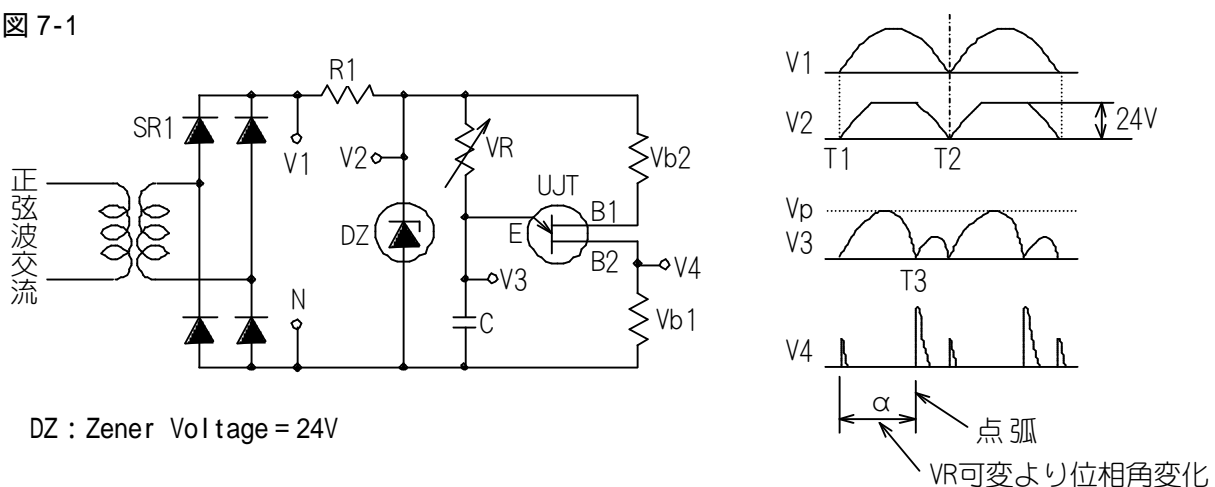 図 7-1
R1
SR1
V1
V2
VR
Vb2
UJT
B1
E
B2
DZ
V3
V4
Vb1
C
N
正弦波交流
DZ : Zener Voltage = 24V
V1
V2
24V
T1
T2
Vp
V3
T3
V4
α
点弧
VR可変より位相角変化